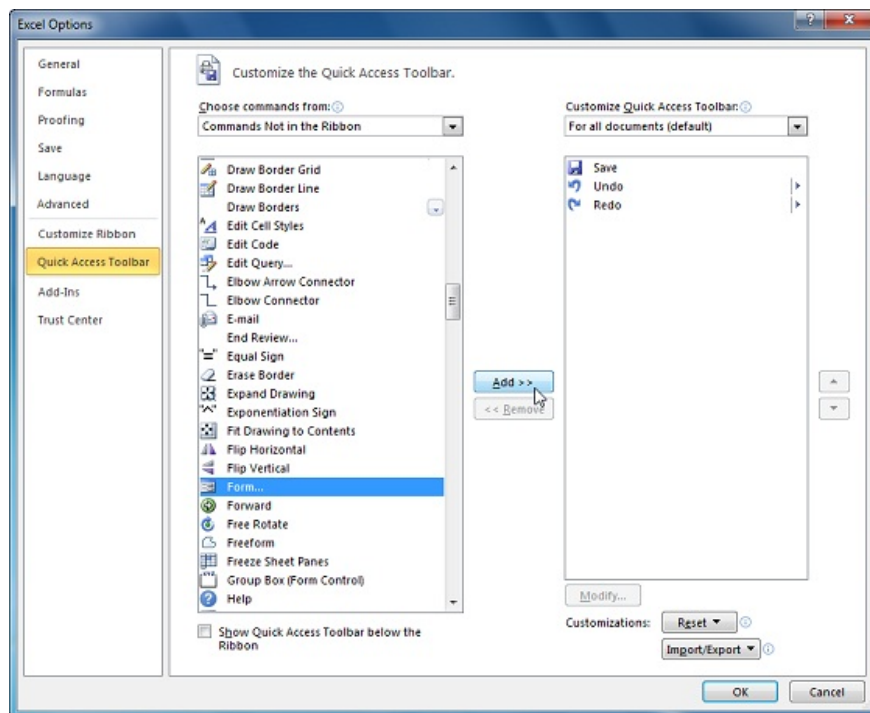 Excel Options
General
Formulas
Proofing
Save
Language
Advanced
Customize Ribbon
Quick Access Toolbar
Add-Ins
Trust Center
Customize the Quick Access Toolbar.
Choose commands from:
Commands Not in the Ribbon
Draw Border Grid
Draw Border Line
Draw Borders
Edit Cell Styles
Edit Code
Edit Query...
Elbow Arrow Connector
Elbow Connector
E-mail
End Review...
Equal Sign
Erase Border
Expand Drawing
Exponentiation Sign
Fit Drawing to Contents
Flip Horizontal
Flip Vertical
Form...
Forward
Free Rotate
Freeform
Freeze Sheet Panes
Group Box (Form Control)
Help
Show Quick Access Toolbar below the
Ribbon
Add >>
<< Remove
Customize Quick Access Toolbar:
For all documents (default)
Save
Undo
Redo
Modify...
Customizations:
Reset
Import/Export
OK
Cancel